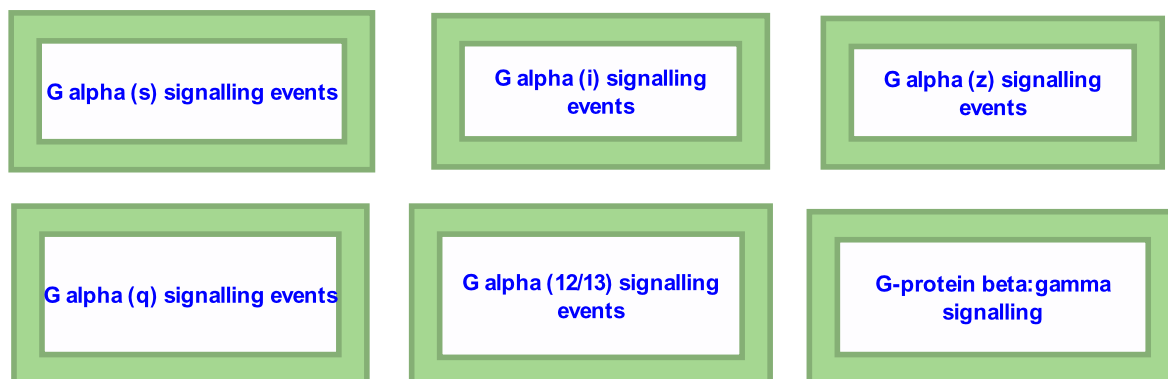 G alpha (s) signalling events
G alpha (i) signalling
events
G alpha (z) signalling
events
G alpha (q) signalling events
G alpha (12/13) signalling
events
G-protein beta:gamma
signalling